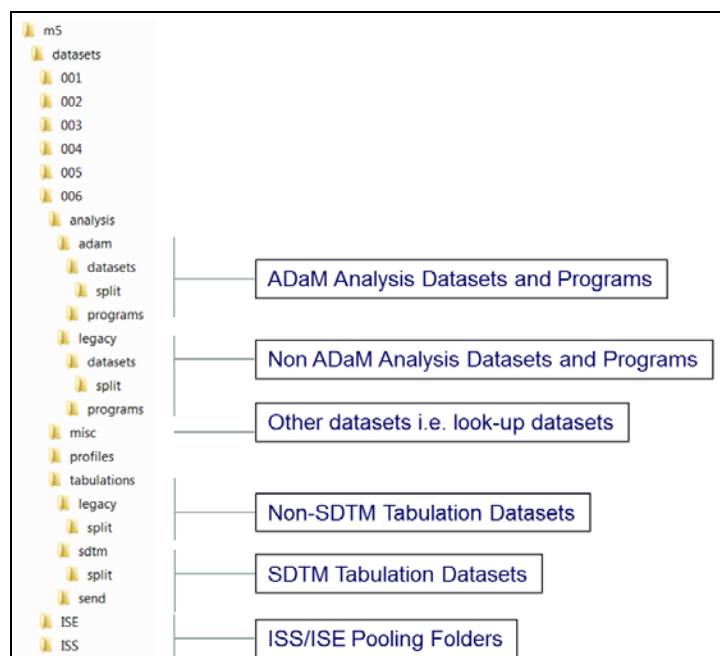 m5
datasets
001
002
003
004
005
006
analysis
adam
datasets
split
programs
ADaM Analysis Datasets and Programs
legacy
datasets
split
programs
Non ADaM Analysis Datasets and Programs
misc
Other datasets i.e. look-up datasets
profiles
tabulations
legacy
split
Non-SDTM Tabulation Datasets
sdtm
split
send
SDTM Tabulation Datasets
ISE
ISS
ISS/ISE Pooling Folders